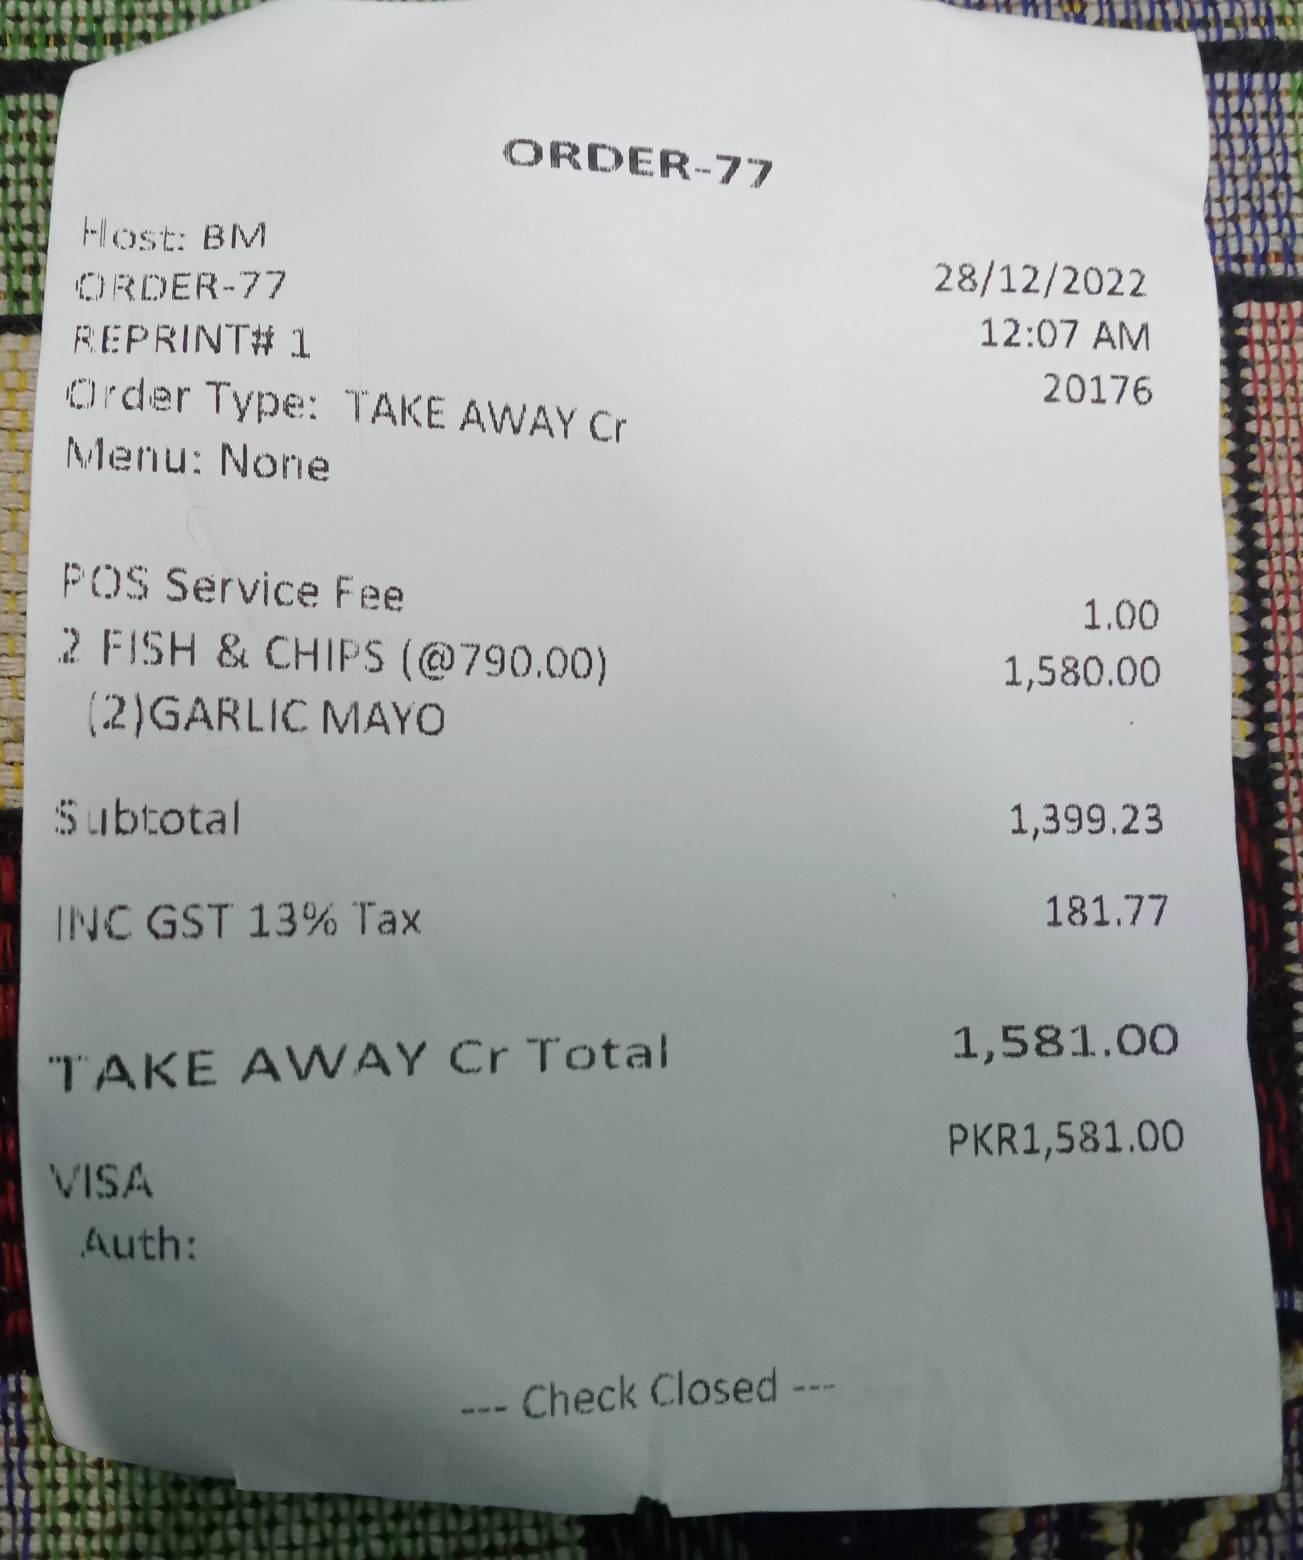 ORDER-77
Host: BM
ORDER-77 28/12/2022
REPRINT# 1 12:07 AM
Order Type: TAKE AWAY Cr 20176
Menu: None
POS Service Fee 1.00
2 FISH & CHIPS (@790.00) 1,580.00
(2)GARLIC MAYO
Subtotal 1,399.23
INC GST 13% Tax 181.77
TAKE AWAY Cr Total 1,581.00
VISA PKR1,581.00
Auth:
--- Check Closed ---